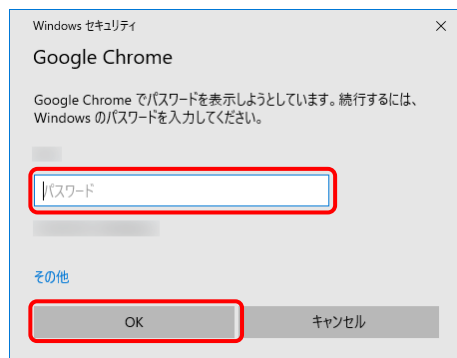 Windows セキュリティ
Google Chrome
Google Chrome でパスワードを表示しようとしています。続行するには、
Windows のパスワードを入力してください。
パスワード
その他
OK
キャンセル